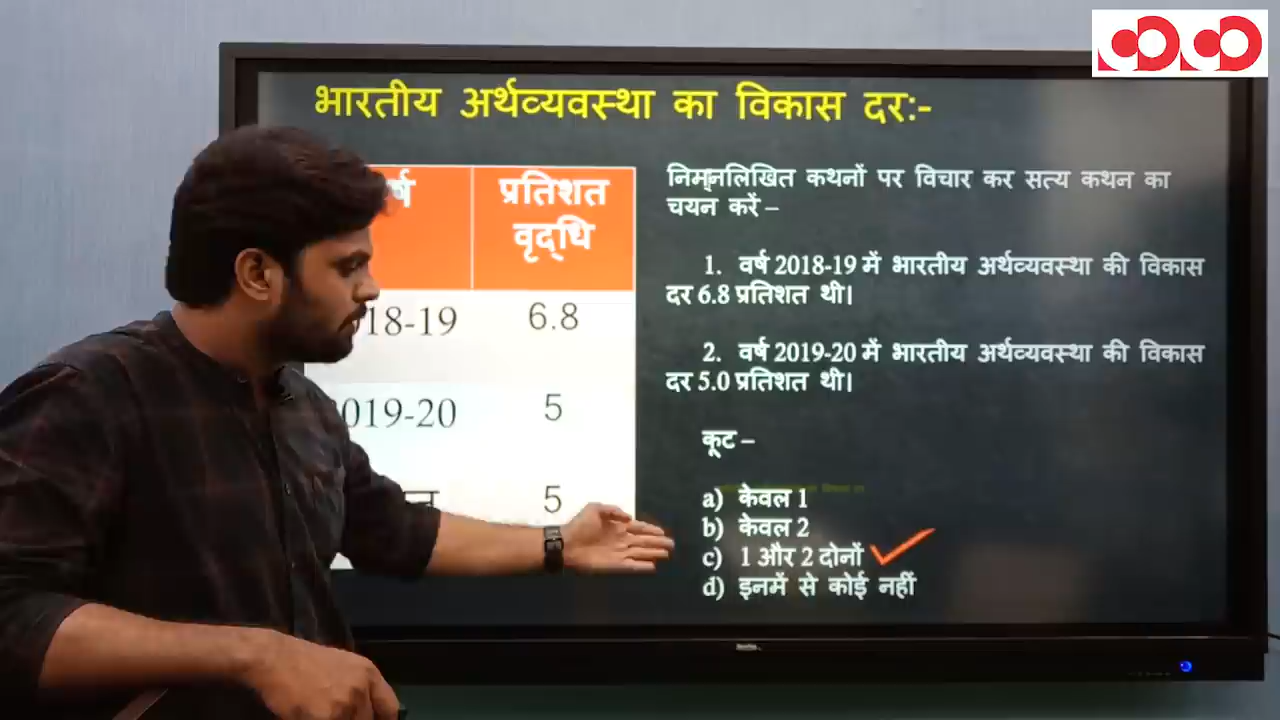 भारतीय अर्थव्यवस्था का विकास दर:-
प्रतिशत
वृद्धि
18-19 6.8
019-20 5
5
निम्नलिखित कथनों पर विचार कर सत्य कथन का
चयन करें –
1. वर्ष 2018-19 में भारतीय अर्थव्यवस्था की विकास
दर 6.8 प्रतिशत थी।
2. वर्ष 2019-20 में भारतीय अर्थव्यवस्था की विकास
दर 5.0 प्रतिशत थी।
कूट –
a) केवल 1
b) केवल 2
c) 1 और 2 दोनों
d) इनमें से कोई नहीं